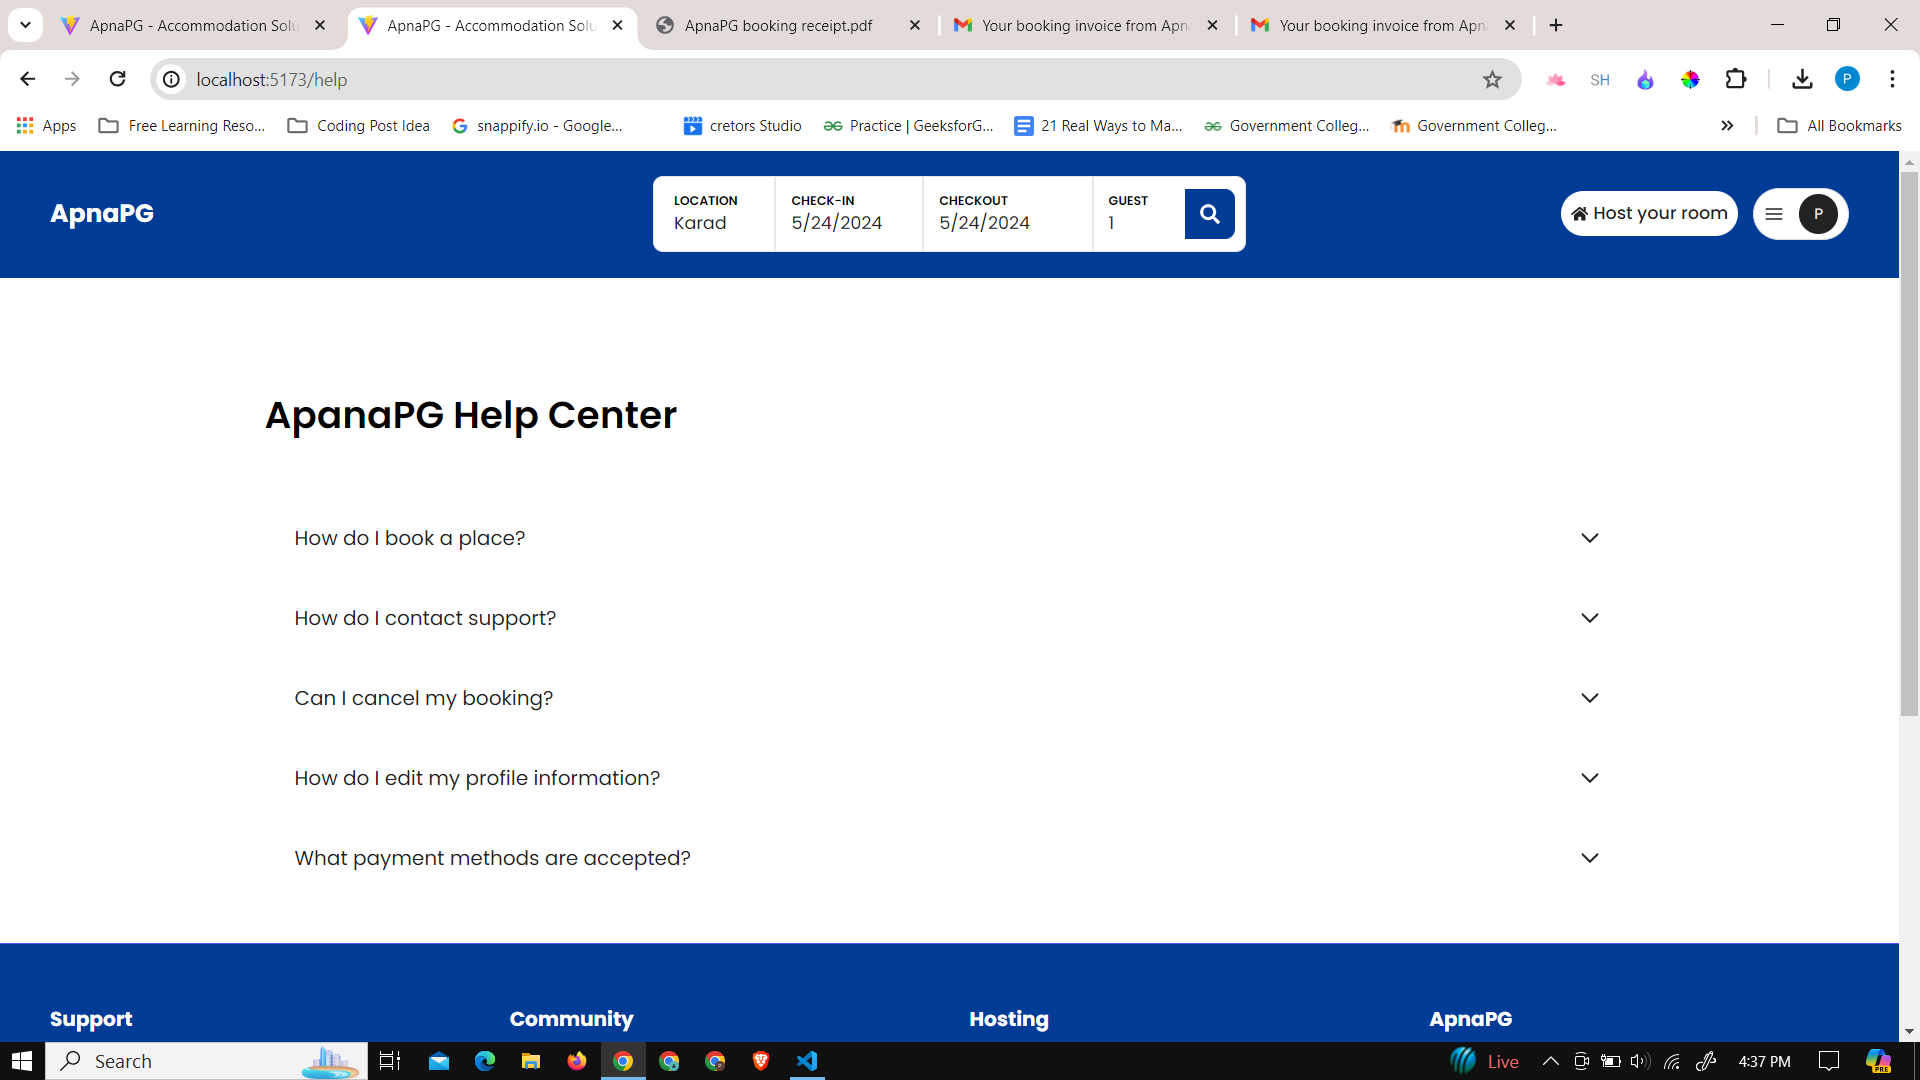 ApnaPG - Accommodation Solu
ApnaPG - Accommodation Solu
ApnaPG booking receipt.pdf
Your booking invoice from Apn
Your booking invoice from Apn
localhost:5173/help
SH
P
Apps
Free Learning Reso...
Coding Post Idea
snappify.io - Google...
cretors Studio
Practice | GeeksforG...
21 Real Ways to Ma...
Government Colleg...
Government Colleg...
All Bookmarks
ApnaPG
LOCATION
Karad
CHECK-IN
5/24/2024
CHECKOUT
5/24/2024
GUEST
1
Host your room
P
ApanaPG Help Center
How do I book a place?
How do I contact support?
Can I cancel my booking?
How do I edit my profile information?
What payment methods are accepted?
Support
Community
Hosting
ApnaPG
Search
Live
4:37 PM
PRE